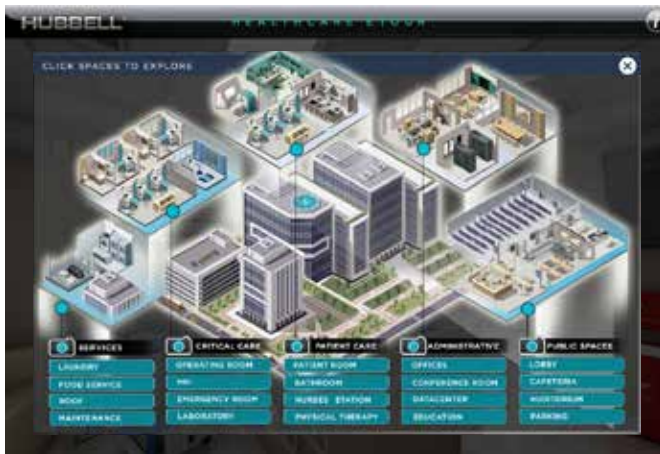 HUBBELL
HEALTHCARE ETOUR
CLICK SPACES TO EXPLORE
SERVICES
LAUNDRY
FOOD SERVICE
ROOF
MAINTENANCE
CRITICAL CARE
OPERATING ROOM
MRI
EMERGENCY ROOM
LABORATORY
PATIENT CARE
PATIENT ROOM
BATHROOM
NURSES STATION
PHYSICAL THERAPY
ADMINISTRATIVE
OFFICES
CONFERENCE ROOM
DATACENTER
EDUCATION
PUBLIC SPACES
LOBBY
CAFETERIA
AUDITORIUM
PARKING